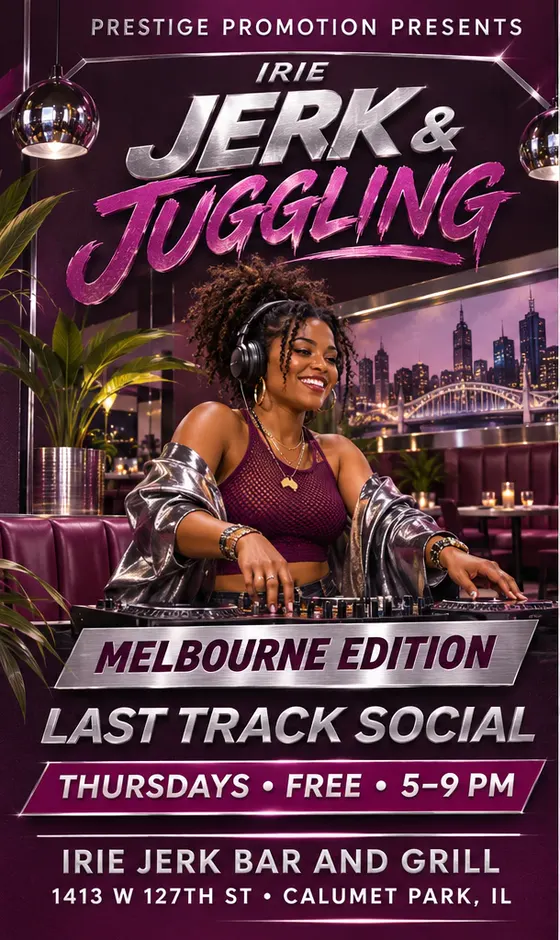 PRESTIGE PROMOTION PRESENTS
IRIE
JERK &
JUGGLING
MELBOURNE EDITION
LAST TRACK SOCIAL
THURSDAYS • FREE • 5–9 PM
IRIE JERK BAR AND GRILL
1413 W 127TH ST • CALUMET PARK, IL